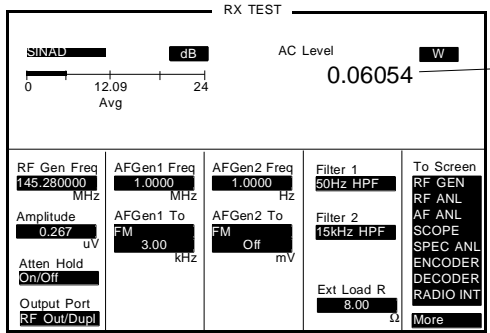 RX TEST
SINAD
dB
AC Level
W
0.06054
0
12.09
24
Avg
RF Gen Freq
145.280000
MHz
Amplitude
0.267
uV
Atten Hold
On/Off
Output Port
RF Out/Dupl
AFGen1 Freq
1.0000
MHz
AFGen1 To
FM
3.00
kHz
AFGen2 Freq
1.0000
Hz
AFGen2 To
FM
Off
mV
Filter 1
50Hz HPF
Filter 2
15kHz HPF
Ext Load R
8.00
Ω
To Screen
RF GEN
RF ANL
AF ANL
SCOPE
SPEC ANL
ENCODER
DECODER
RADIO INT
More